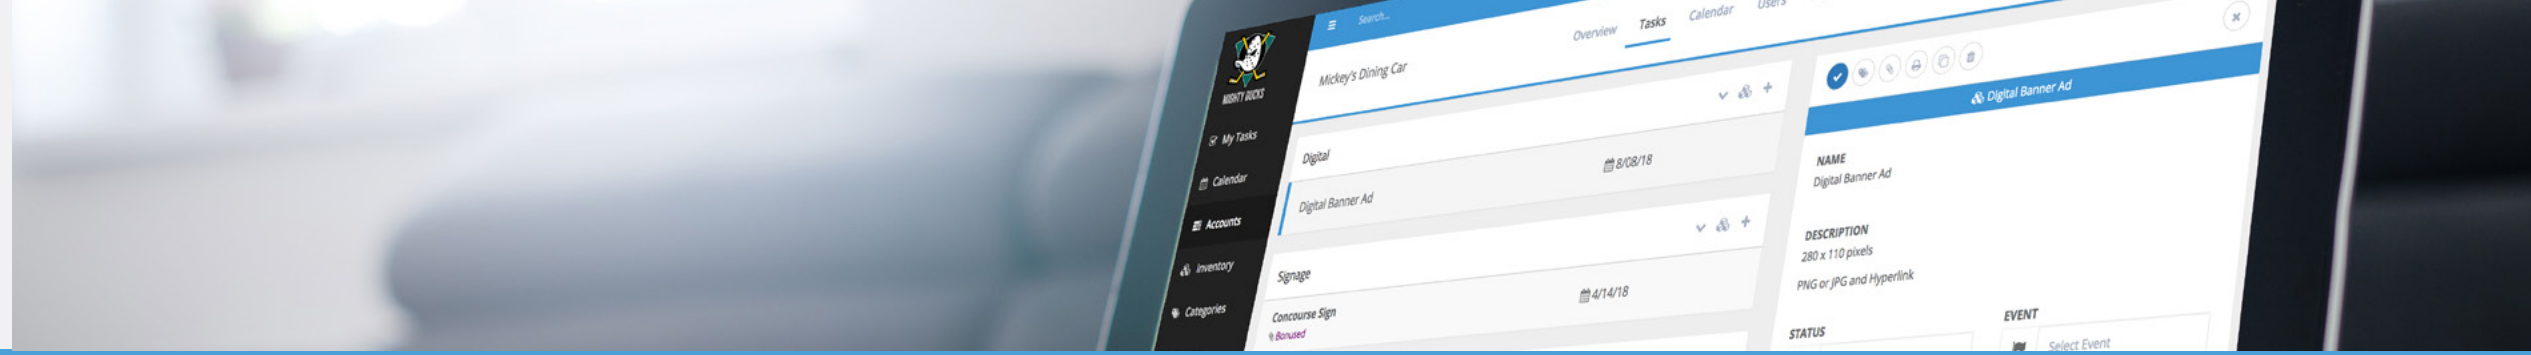 Search...
MIGHTY DUCKS
My Tasks
Calendar
Accounts
Inventory
Categories
Overview
Tasks
Calendar
Users
Mickey's Dining Car
Digital
Digital Banner Ad
8/08/18
Signage
Concourse Sign
4/14/18
Bonused
Digital Banner Ad
NAME
Digital Banner Ad
DESCRIPTION
280 x 110 pixels
PNG or JPG and Hyperlink
STATUS
EVENT
Select Event